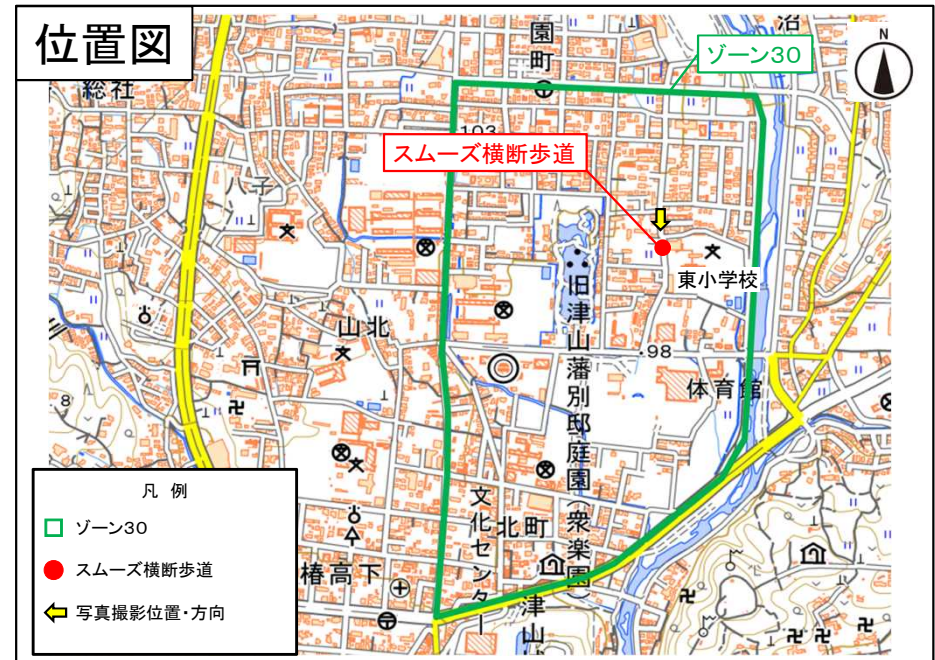 位置図
N
ゾーン30
スムーズ横断歩道
総社
園町
沼
103
八子
東小学校
旧津山藩別邸庭園(衆楽園)
山北
98
体育館
8
文化センター
北町
椿高下
津山
凡 例
ゾーン30
スムーズ横断歩道
写真撮影位置・方向